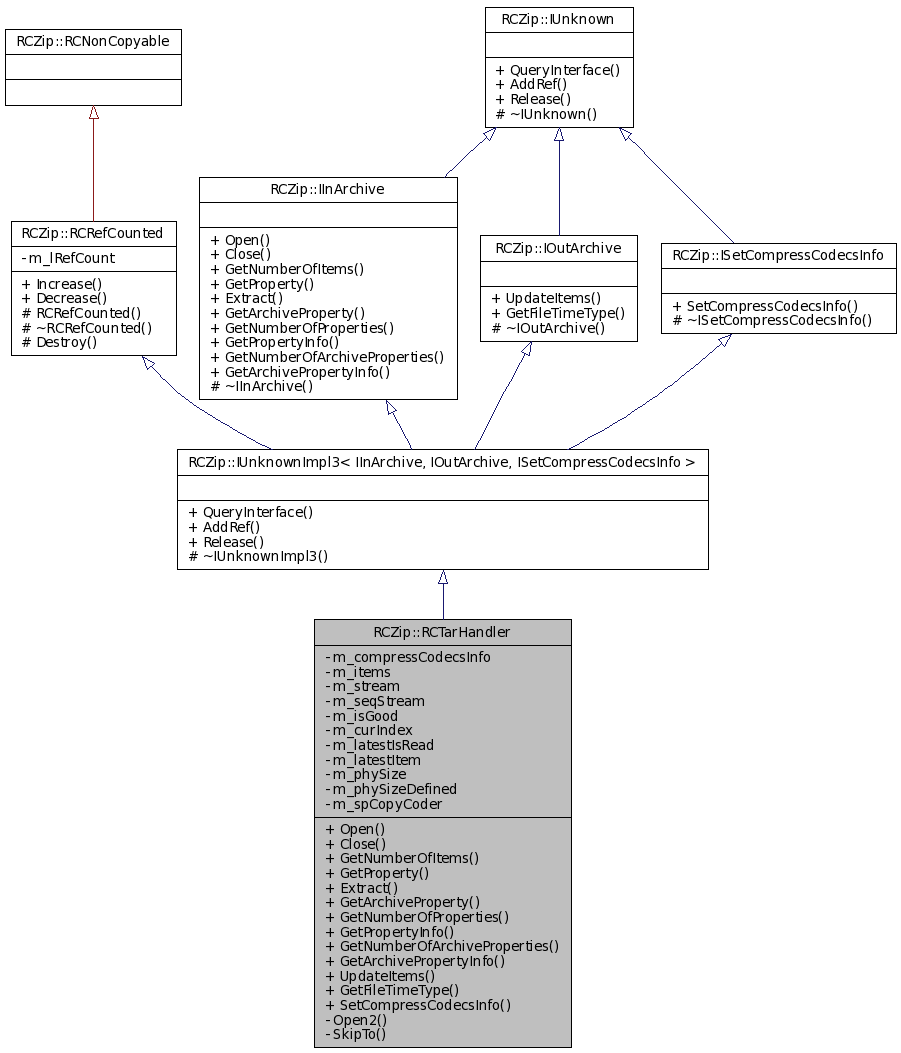 RCZip::RCNonCopyable
RCZip::IUnknown
+ QueryInterface()
+ AddRef()
+ Release()
# ~IUnknown()
RCZip::RCRefCounted
- m_lRefCount
+ Increase()
+ Decrease()
# RCRefCounted()
# ~RCRefCounted()
# Destroy()
RCZip::IInArchive
+ Open()
+ Close()
+ GetNumberOfItems()
+ GetProperty()
+ Extract()
+ GetArchiveProperty()
+ GetNumberOfProperties()
+ GetPropertyInfo()
+ GetNumberOfArchiveProperties()
+ GetArchivePropertyInfo()
# ~IInArchive()
RCZip::IOutArchive
+ UpdateItems()
+ GetFileTimeType()
# ~IOutArchive()
RCZip::ISetCompressCodecsInfo
+ SetCompressCodecsInfo()
# ~ISetCompressCodecsInfo()
RCZip::IUnknownImpl3< IInArchive, IOutArchive, ISetCompressCodecsInfo >
+ QueryInterface()
+ AddRef()
+ Release()
# ~IUnknownImpl3()
RCZip::RCTarHandler
- m_compressCodecsInfo
- m_items
- m_stream
- m_seqStream
- m_isGood
- m_curIndex
- m_latestIsRead
- m_latestItem
- m_phySize
- m_phySizeDefined
- m_spCopyCoder
+ Open()
+ Close()
+ GetNumberOfItems()
+ GetProperty()
+ Extract()
+ GetArchiveProperty()
+ GetNumberOfProperties()
+ GetPropertyInfo()
+ GetNumberOfArchiveProperties()
+ GetArchivePropertyInfo()
+ UpdateItems()
+ GetFileTimeType()
+ SetCompressCodecsInfo()
- Open2()
- SkipTo()